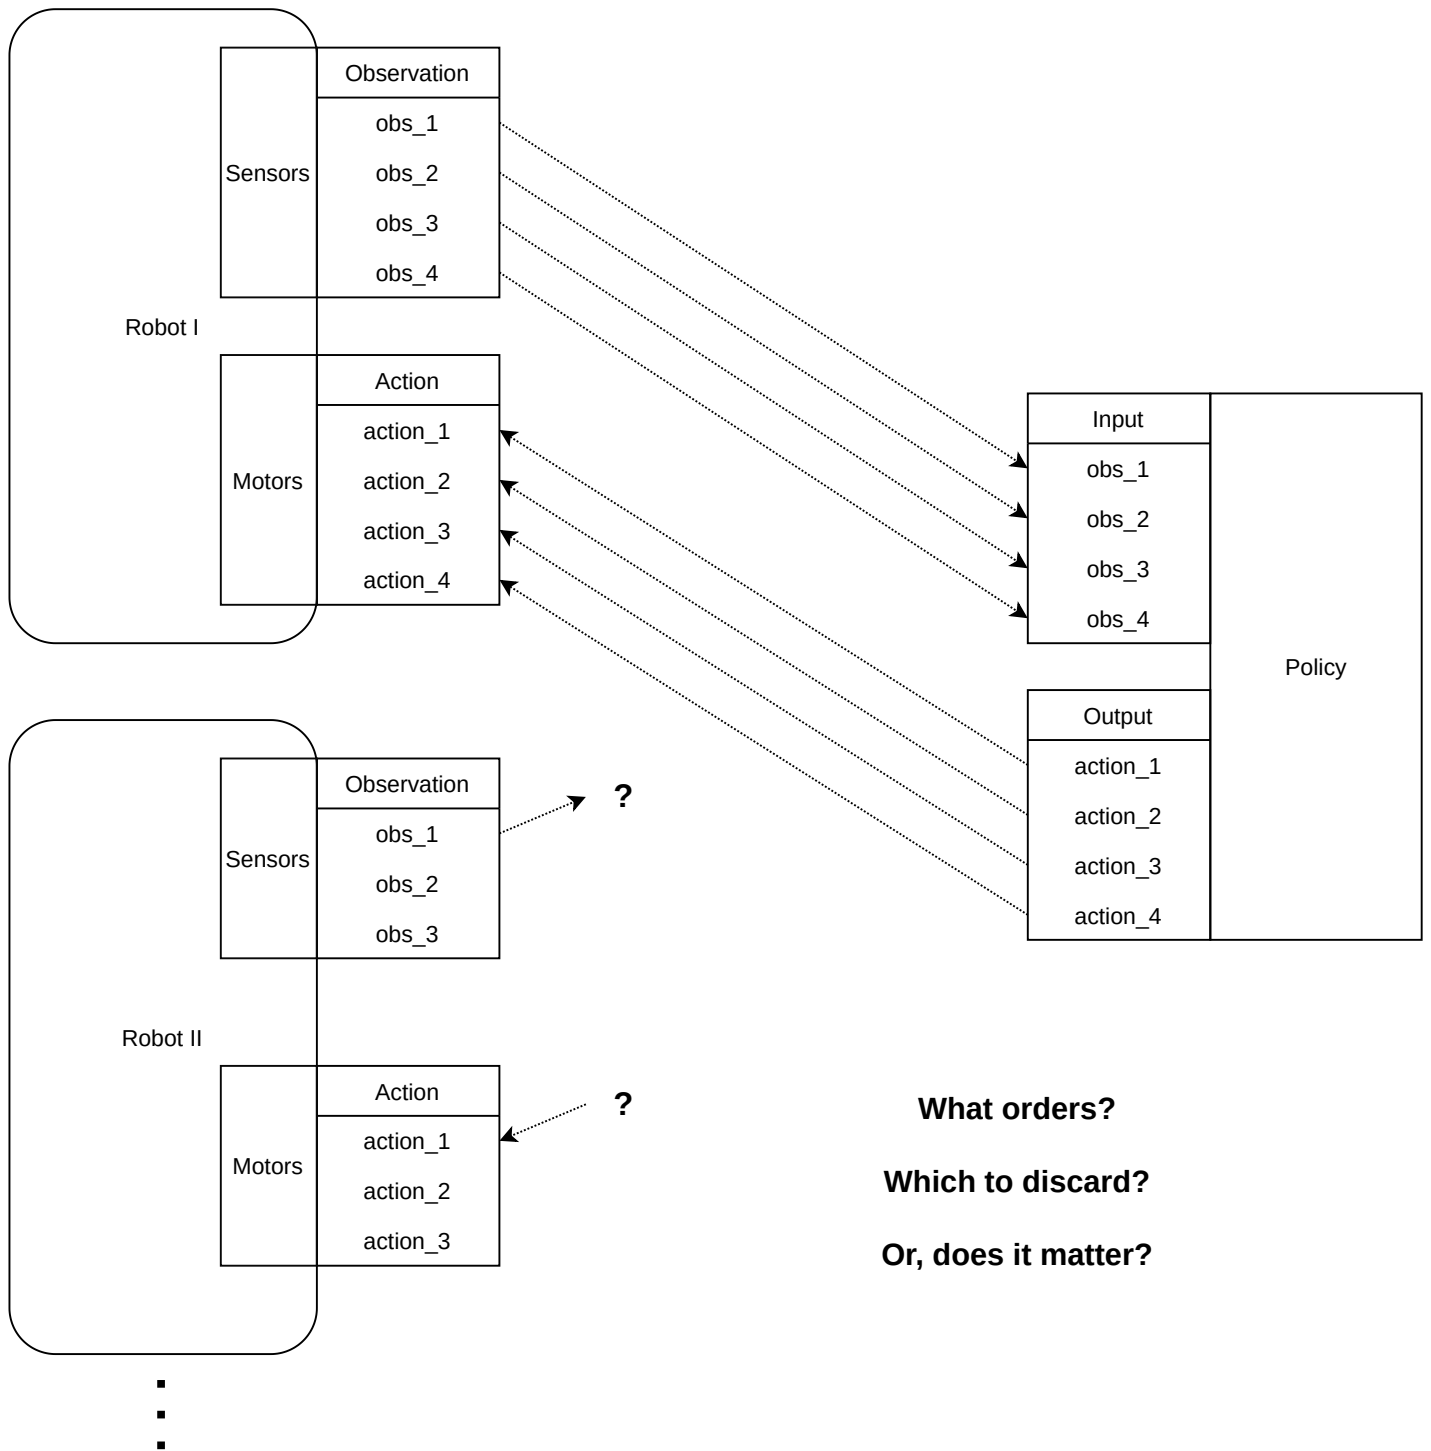 Observation
obs_1
obs_2
obs_3
obs_4
Sensors
Robot I
Action
action_1
action_2
action_3
action_4
Motors
Input
obs_1
obs_2
obs_3
obs_4
Policy
Output
action_1
action_2
action_3
action_4
Observation
obs_1
obs_2
obs_3
Sensors
?
Robot II
Action
action_1
action_2
action_3
Motors
?
What orders?
Which to discard?
Or, does it matter?